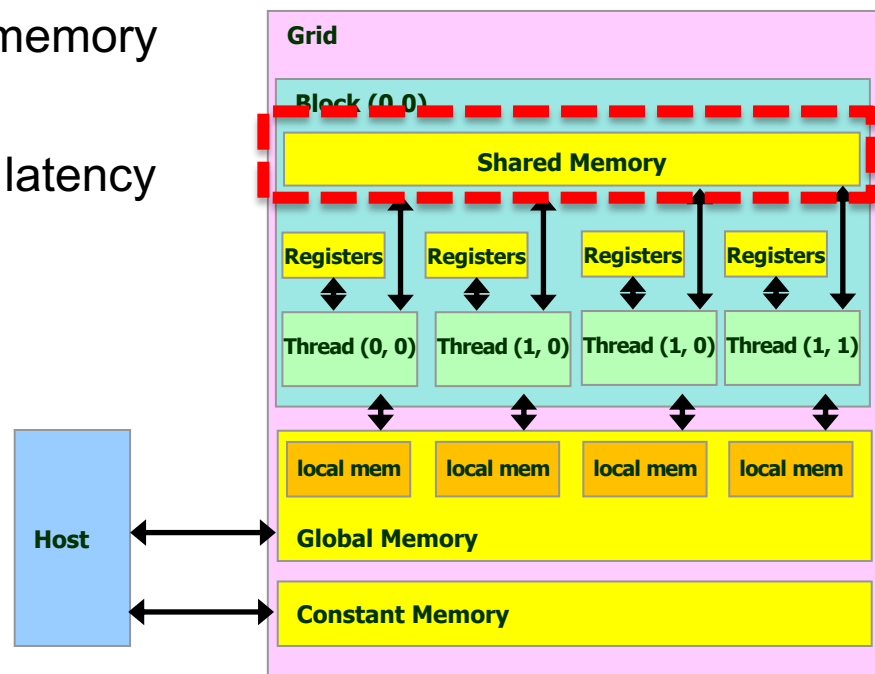 memory
latency
Grid
Block (0,0)
Shared Memory
Registers Registers Registers Registers
Thread (0, 0) Thread (1, 0) Thread (1, 0) Thread (1, 1)
local mem local mem local mem local mem
Host
Global Memory
Constant Memory